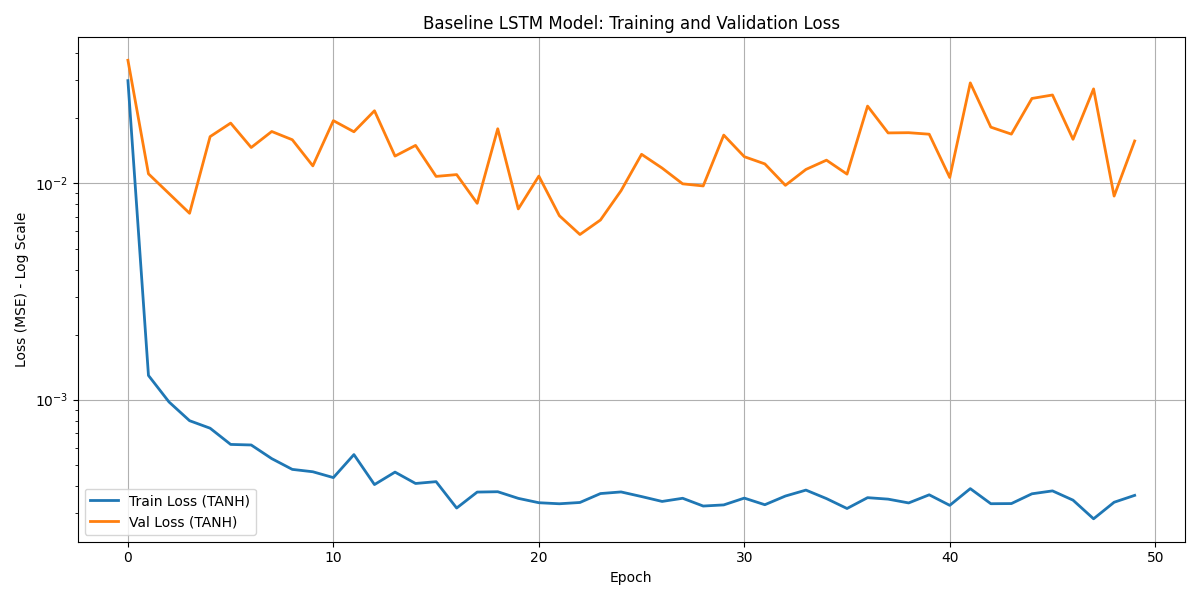 Baseline LSTM Model: Training and Validation Loss
Loss (MSE) - Log Scale
10⁻²
10⁻³
Train Loss (TANH)
Val Loss (TANH)
0
10
20
30
40
50
Epoch